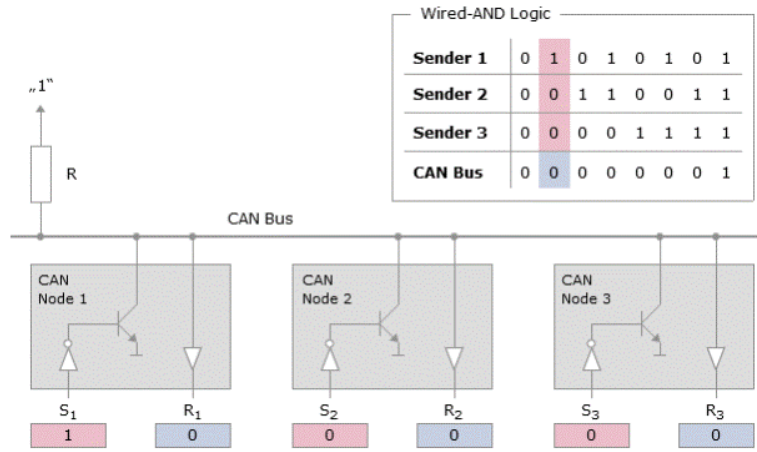 Wired-AND Logic
Sender 1 0 1 0 1 0 1 0 1
Sender 2 0 0 1 1 0 0 1 1
Sender 3 0 0 0 0 1 1 1 1
CAN Bus 0 0 0 0 0 0 0 1
„1“
R
CAN Bus
CAN
Node 1
CAN
Node 2
CAN
Node 3
S₁ R₁ S₂ R₂ S₃ R₃
1 0 0 0 0 0